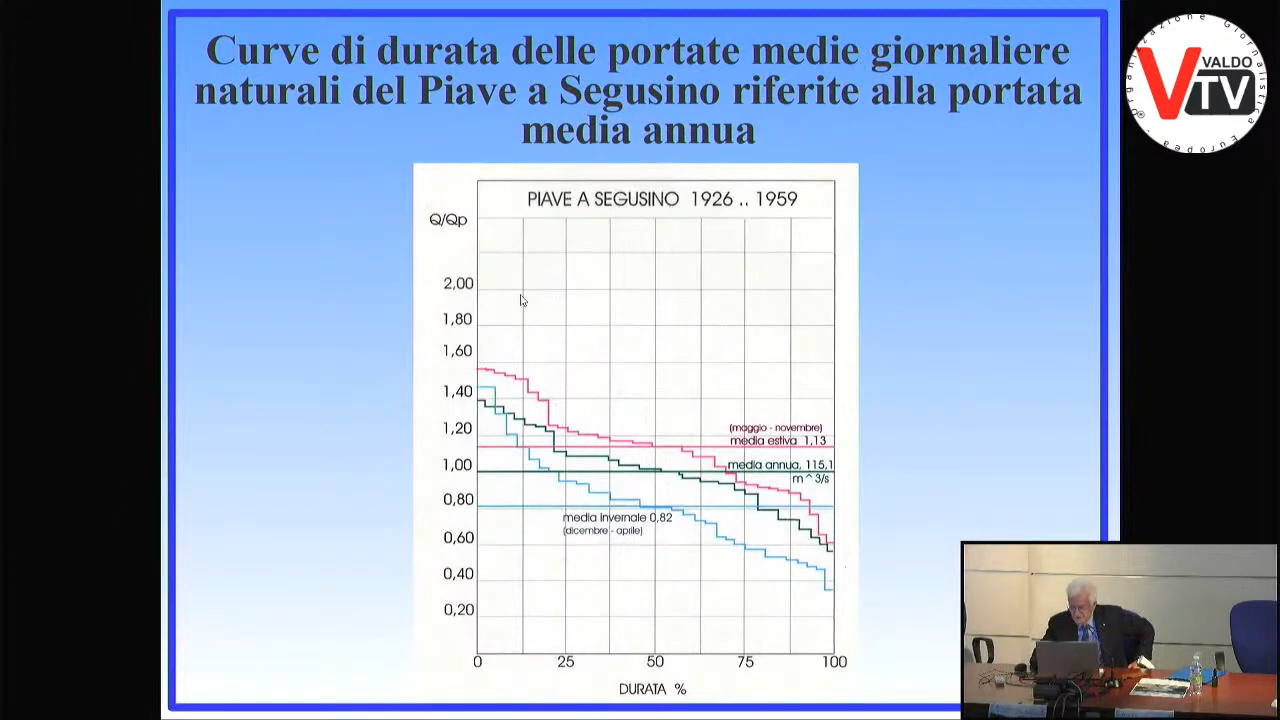 Curve di durata delle portate medie giornaliere
naturali del Piave a Segusino riferite alla portata
media annua
VALDO
V TV
Organizzazione Giornalistica Europea
PIAVE A SEGUSINO 1926 .. 1959
Q/Qp
2,00
1,80
1,60
1,40
1,20
1,00
0,80
0,60
0,40
0,20
(maggio - novembre)
media estiva 1,13
media annua, 115,1
m^3/s
media invernale 0,82
(dicembre - aprile)
0 25 50 75 100
DURATA %